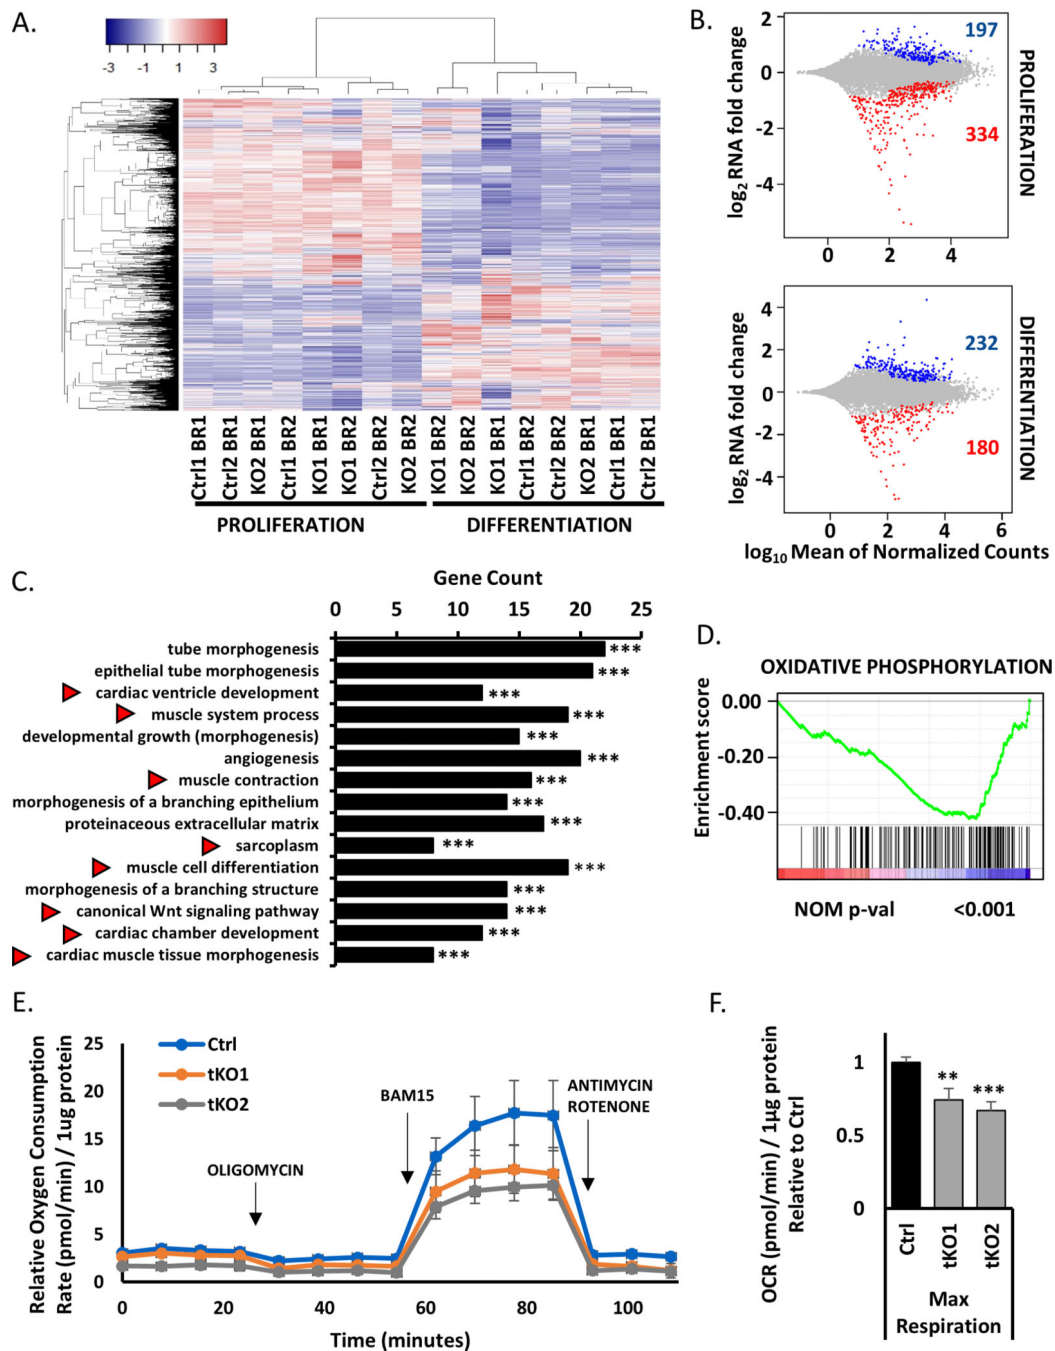 A.
-3 -1 1 3
Ctrl1 BR1
Ctrl2 BR1
KO2 BR1
Ctrl1 BR2
KO1 BR1
KO1 BR2
Ctrl2 BR2
KO2 BR2
KO1 BR2
KO2 BR2
KO1 BR1
Ctrl1 BR2
Ctrl2 BR2
KO2 BR1
Ctrl1 BR1
Ctrl2 BR1
PROLIFERATION
DIFFERENTIATION
B.
log2 RNA fold change
2
0
-2
-4
197
334
0 2 4
PROLIFERATION
log2 RNA fold change
4
2
0
-2
-4
232
180
0 2 4 6
DIFFERENTIATION
log10 Mean of Normalized Counts
C.
Gene Count
0 5 10 15 20 25
tube morphogenesis ***
epithelial tube morphogenesis ***
cardiac ventricle development ***
muscle system process ***
developmental growth (morphogenesis) ***
angiogenesis ***
muscle contraction ***
morphogenesis of a branching epithelium ***
proteinaceous extracellular matrix ***
sarcoplasm ***
muscle cell differentiation ***
morphogenesis of a branching structure ***
canonical Wnt signaling pathway ***
cardiac chamber development ***
cardiac muscle tissue morphogenesis ***
D.
OXIDATIVE PHOSPHORYLATION
Enrichment score
0.00
-0.20
-0.40
NOM p-val <0.001
E.
Relative Oxygen Consumption
Rate (pmol/min) / 1ug protein
25
20
15
10
5
0
Ctrl
tKO1
tKO2
OLIGOMYCIN
BAM15
ANTIMYCIN
ROTENONE
0 20 40 60 80 100
Time (minutes)
F.
OCR (pmol/min) / 1µg protein
Relative to Ctrl
1
0.5
0
**
***
Ctrl
tKO1
tKO2
Max
Respiration